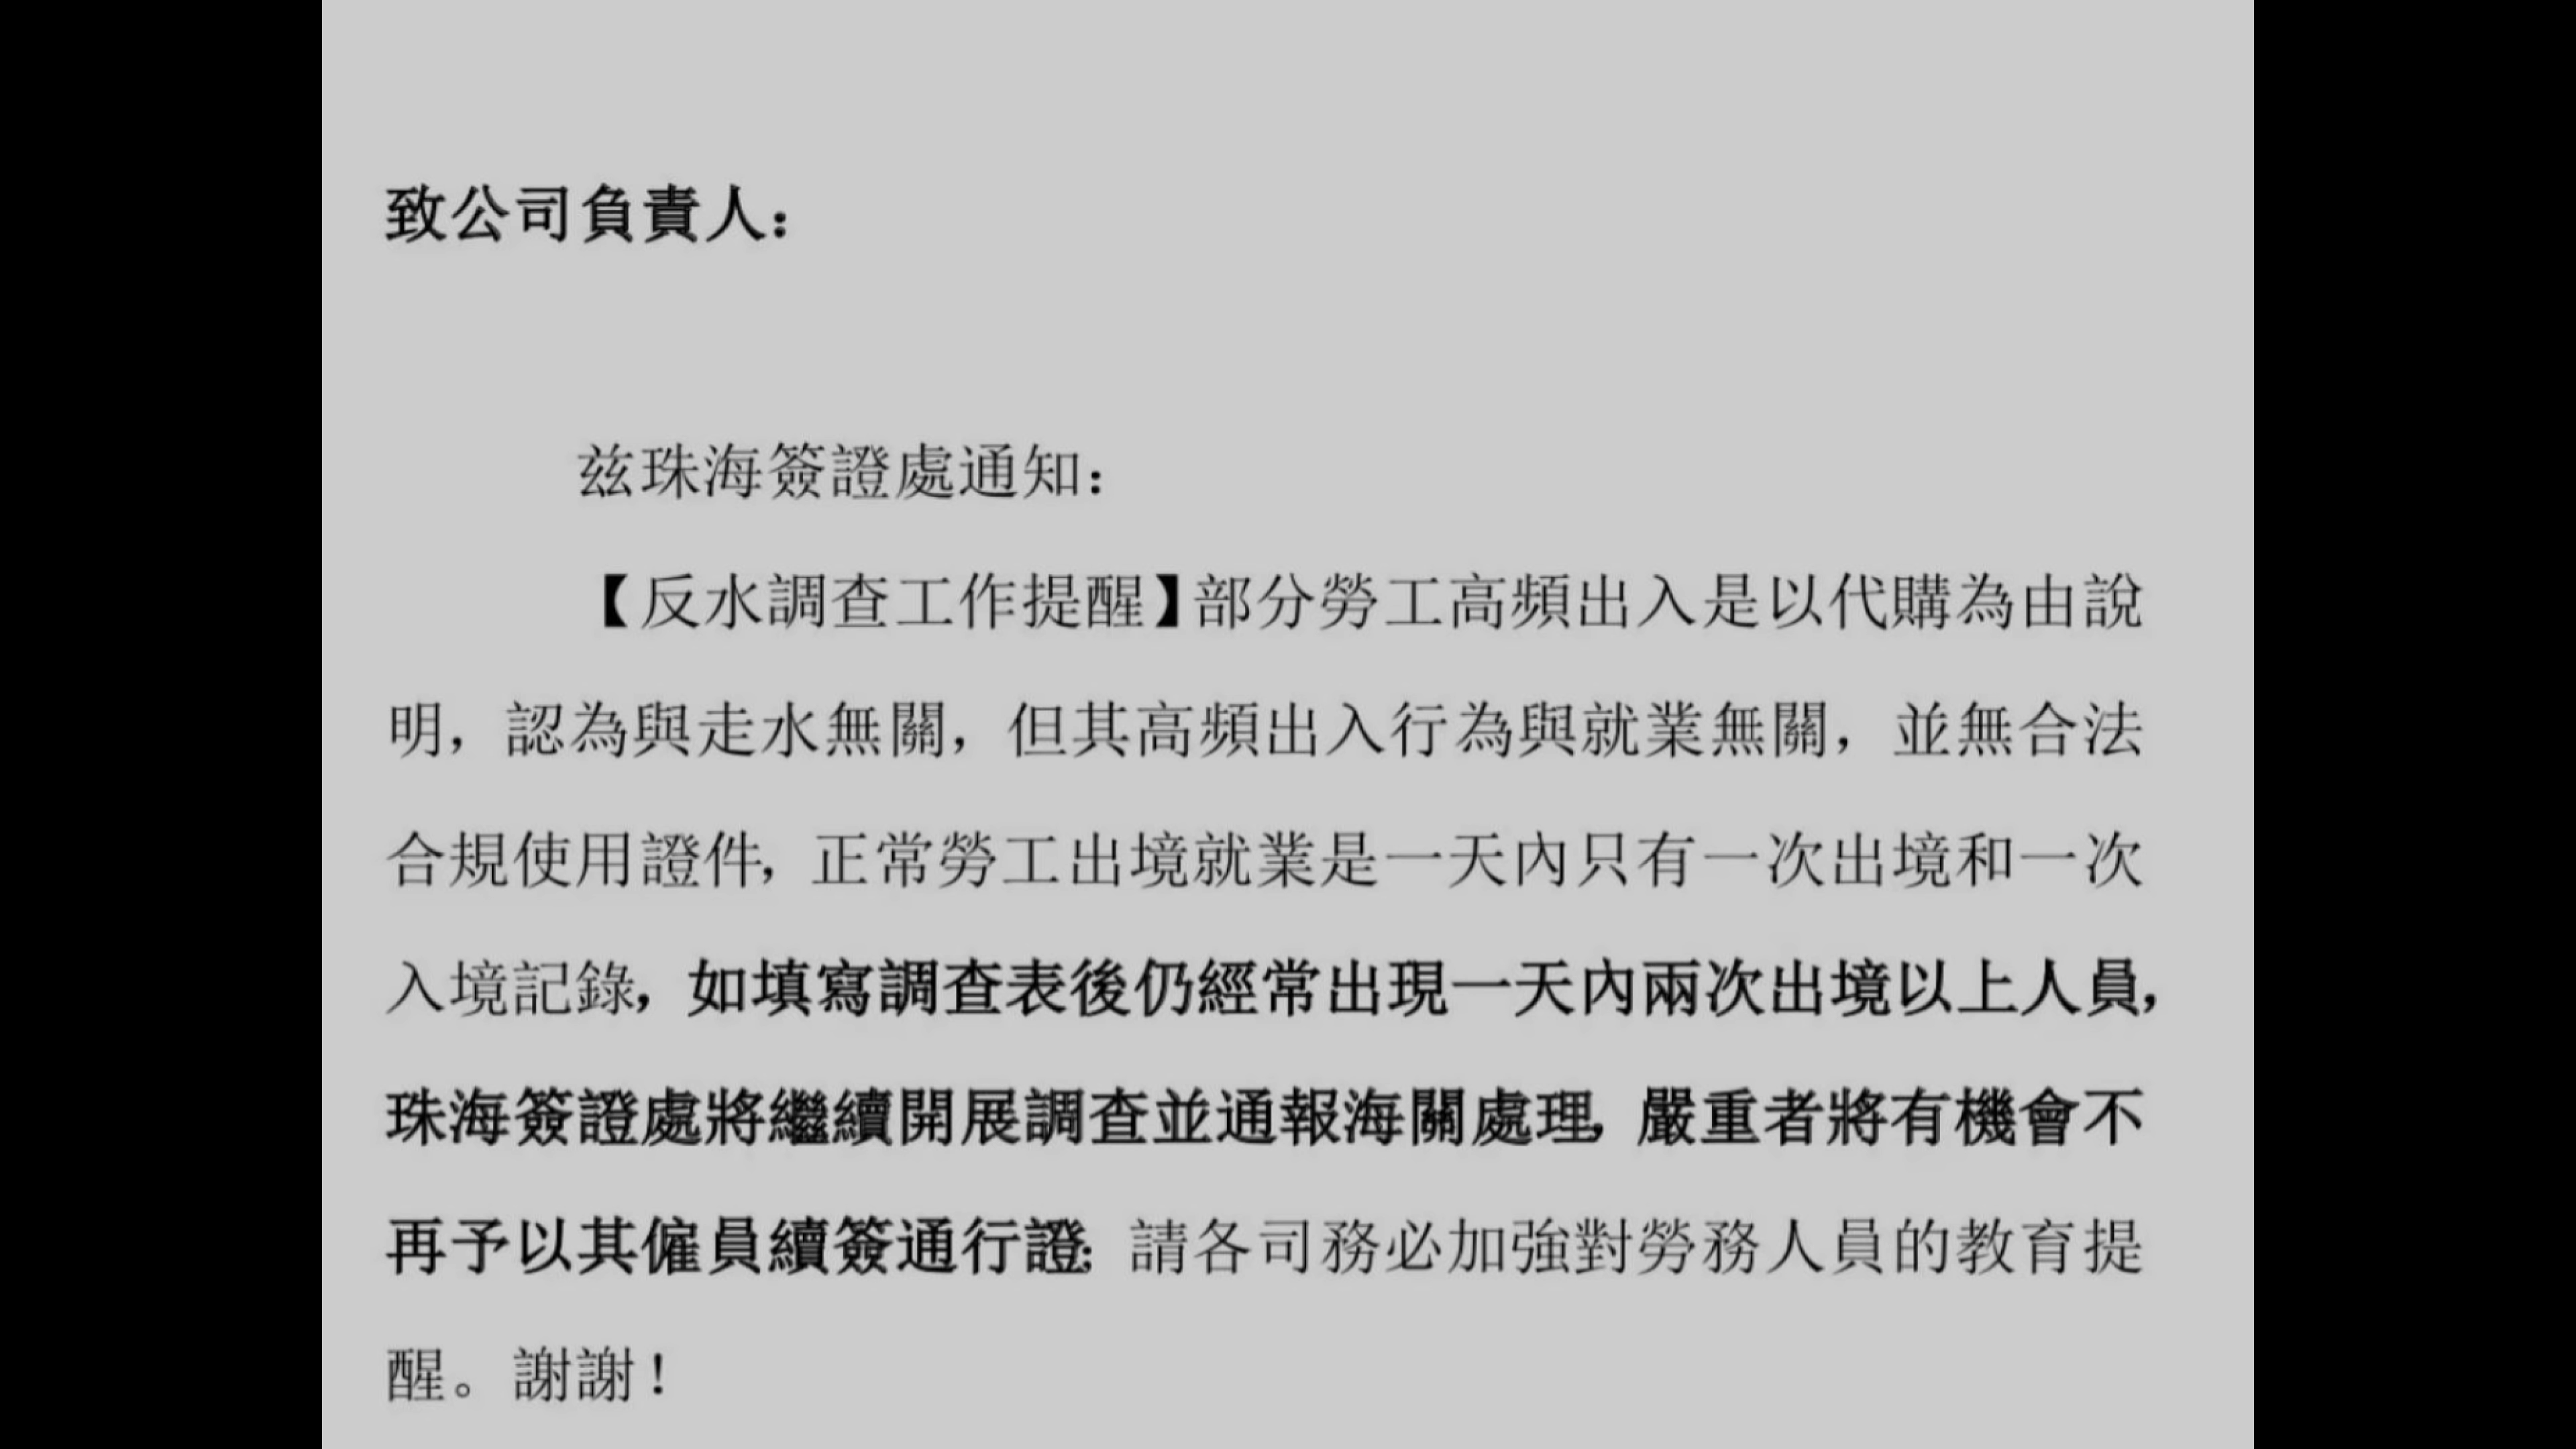 致公司負責人：
茲珠海簽證處通知：
【反水調查工作提醒】部分勞工高頻出入是以代購為由說
明，認為與走水無關，但其高頻出入行為與就業無關，並無合法
合規使用證件，正常勞工出境就業是一天內只有一次出境和一次
入境記錄，如填寫調查表後仍經常出現一天內兩次出境以上人員，
珠海簽證處將繼續開展調查並通報海關處理，嚴重者將有機會不
再予以其僱員續簽通行證；請各司務必加強對勞務人員的教育提
醒。謝謝！